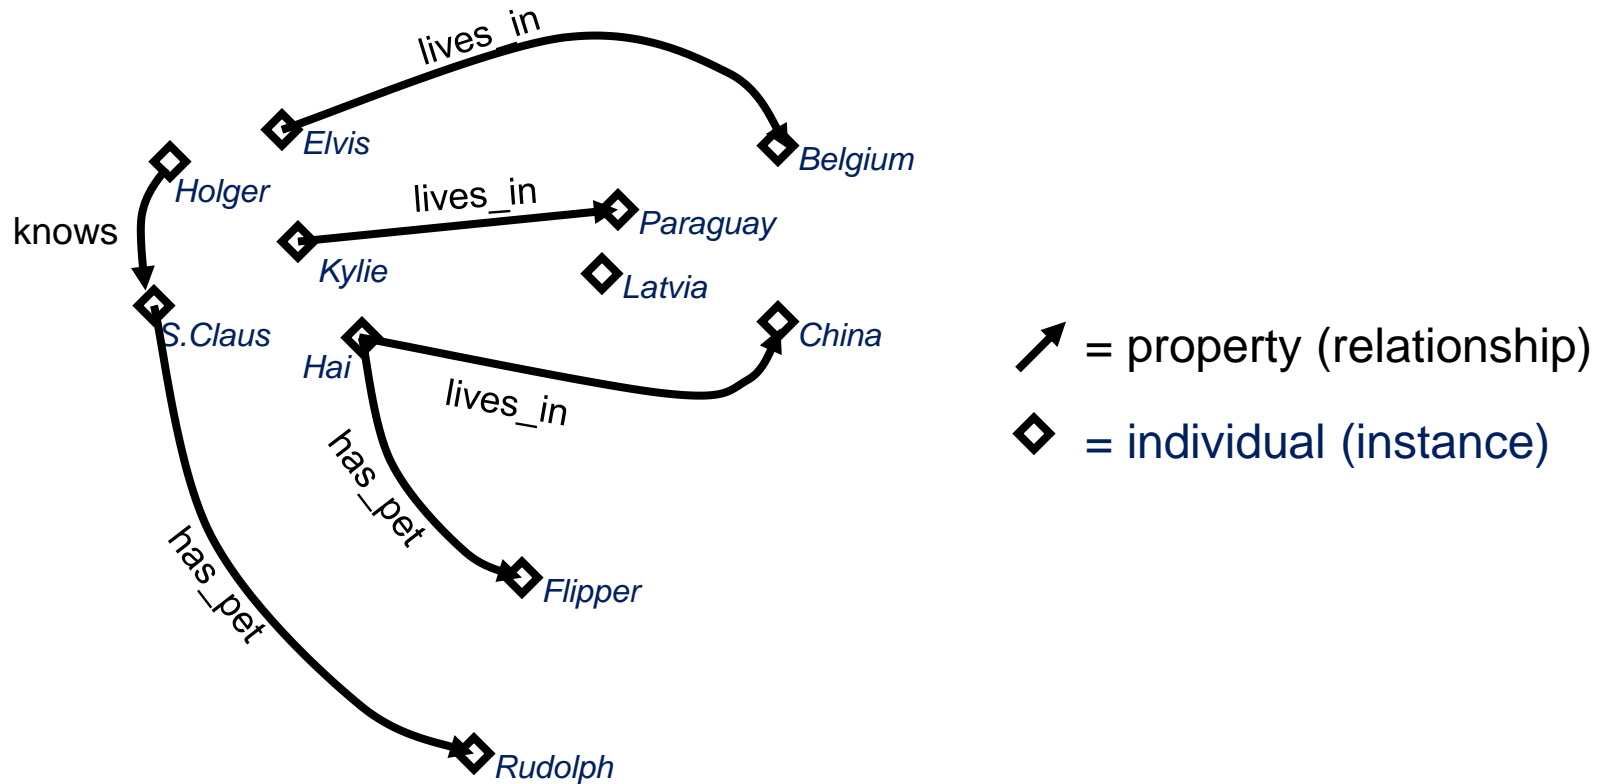 lives_in
Elvis
Belgium
Holger
lives_in
Paraguay
knows
Kylie
Latvia
S.Claus
China
Hai
lives_in
= property (relationship)
= individual (instance)
has_pet
has_pet
Flipper
Rudolph